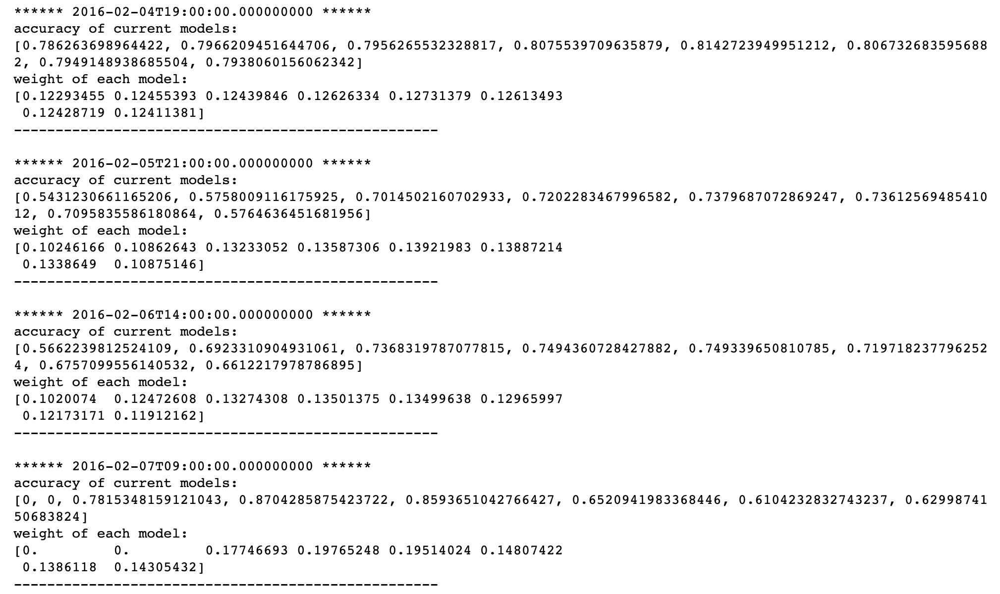 ****** 2016-02-04T19:00:00.000000000 ******
accuracy of current models:
[0.786263698964422, 0.7966209451644706, 0.7956265532328817, 0.8075539709635879, 0.8142723949951212, 0.806732683595688
2, 0.7949148938685504, 0.7938060156062342]
weight of each model:
[0.12293455 0.12455393 0.12439846 0.12626334 0.12731379 0.12613493
 0.12428719 0.12411381]
---------------------------------------------------
****** 2016-02-05T21:00:00.000000000 ******
accuracy of current models:
[0.5431230661165206, 0.5758009116175925, 0.7014502160702933, 0.7202283467996582, 0.7379687072869247, 0.73612569485410
12, 0.7095835586180864, 0.5764636451681956]
weight of each model:
[0.10246166 0.10862643 0.13233052 0.13587306 0.13921983 0.13887214
 0.1338649  0.10875146]
---------------------------------------------------
****** 2016-02-06T14:00:00.000000000 ******
accuracy of current models:
[0.5662239812524109, 0.6923310904931061, 0.7368319787077815, 0.7494360728427882, 0.749339650810785, 0.719718237796252
4, 0.6757099556140532, 0.6612217978786895]
weight of each model:
[0.1020074  0.12472608 0.13274308 0.13501375 0.13499638 0.12965997
 0.12173171 0.11912162]
---------------------------------------------------
****** 2016-02-07T09:00:00.000000000 ******
accuracy of current models:
[0, 0, 0.7815348159121043, 0.8704285875423722, 0.8593651042766427, 0.6520941983368446, 0.6104232832743237, 0.62998741
50683824]
weight of each model:
[0.         0.         0.17746693 0.19765248 0.19514024 0.14807422
 0.1386118  0.14305432]
---------------------------------------------------